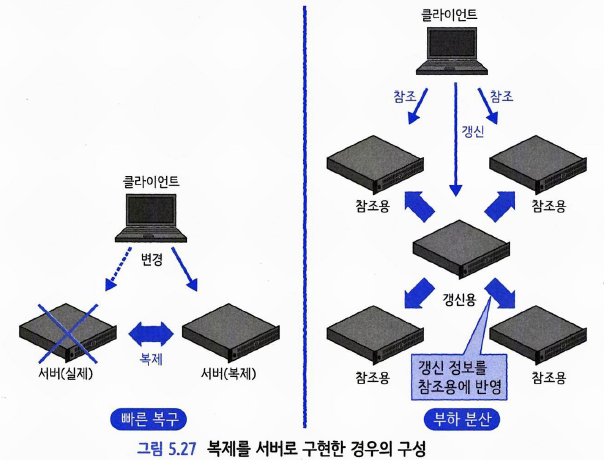 클라이언트
변경
서버(실제)
복제
서버(복제)
빠른 복구
클라이언트
참조
참조
갱신
참조용
참조용
갱신용
참조용
갱신 정보를
참조용에 반영
참조용
부하 분산
그림 5.27 복제를 서버로 구현한 경우의 구성